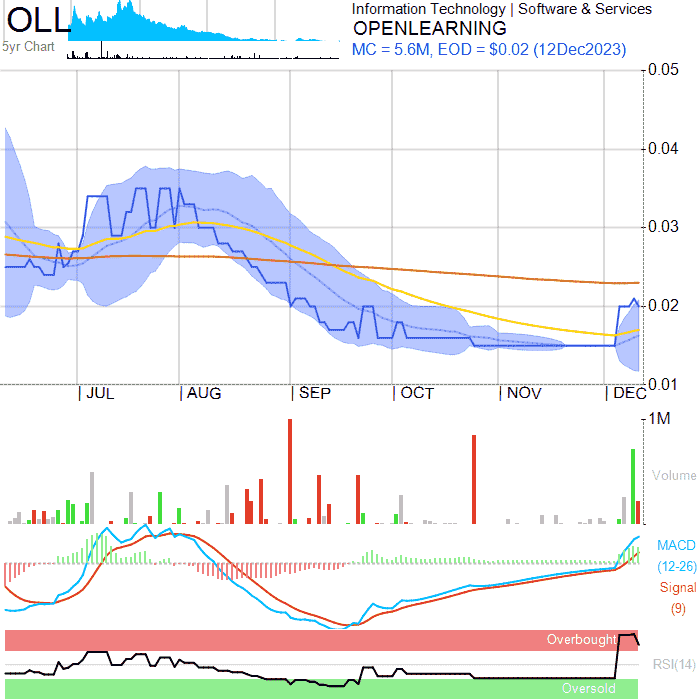 OLL
5yr Chart
Information Technology | Software & Services
OPENLEARNING
MC = 5.6M, EOD = $0.02 (12Dec2023)
0.05
0.04
0.03
0.02
0.01
| JUL | AUG | SEP | OCT | NOV | DEC
1M
Volume
MACD
(12-26)
Signal
(9)
Overbought
RSI(14)
Oversold